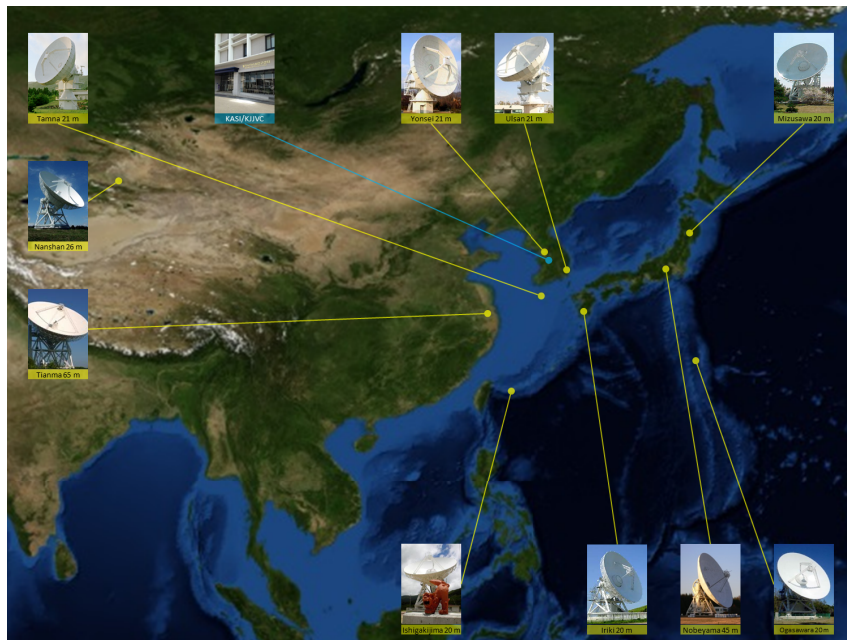 Tamna 21 m
KASI/KJJVC
Yonsei 21 m
Ulsan 21 m
Mizusawa 20 m
Nanshan 26 m
Tianma 65 m
Ishigakijima 20 m
Iriki 20 m
Nobeyama 45 m
Ogasawara 20 m